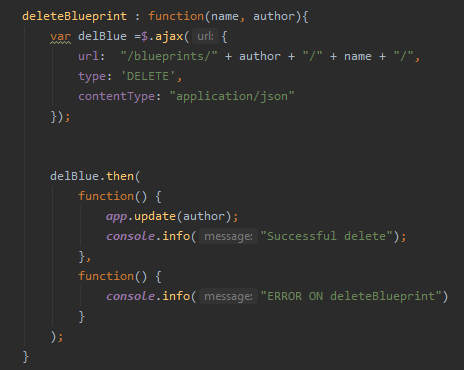 deleteBlueprint : function(name, author){
var delBlue =$.ajax( url: {
url:  "/blueprints/" + author + "/" + name + "/",
type: 'DELETE',
contentType: "application/json"
});
delBlue.then(
function() {
app.update(author);
console.info( message: "Successful delete");
},
function() {
console.info( message: "ERROR ON deleteBlueprint")
}
);
}